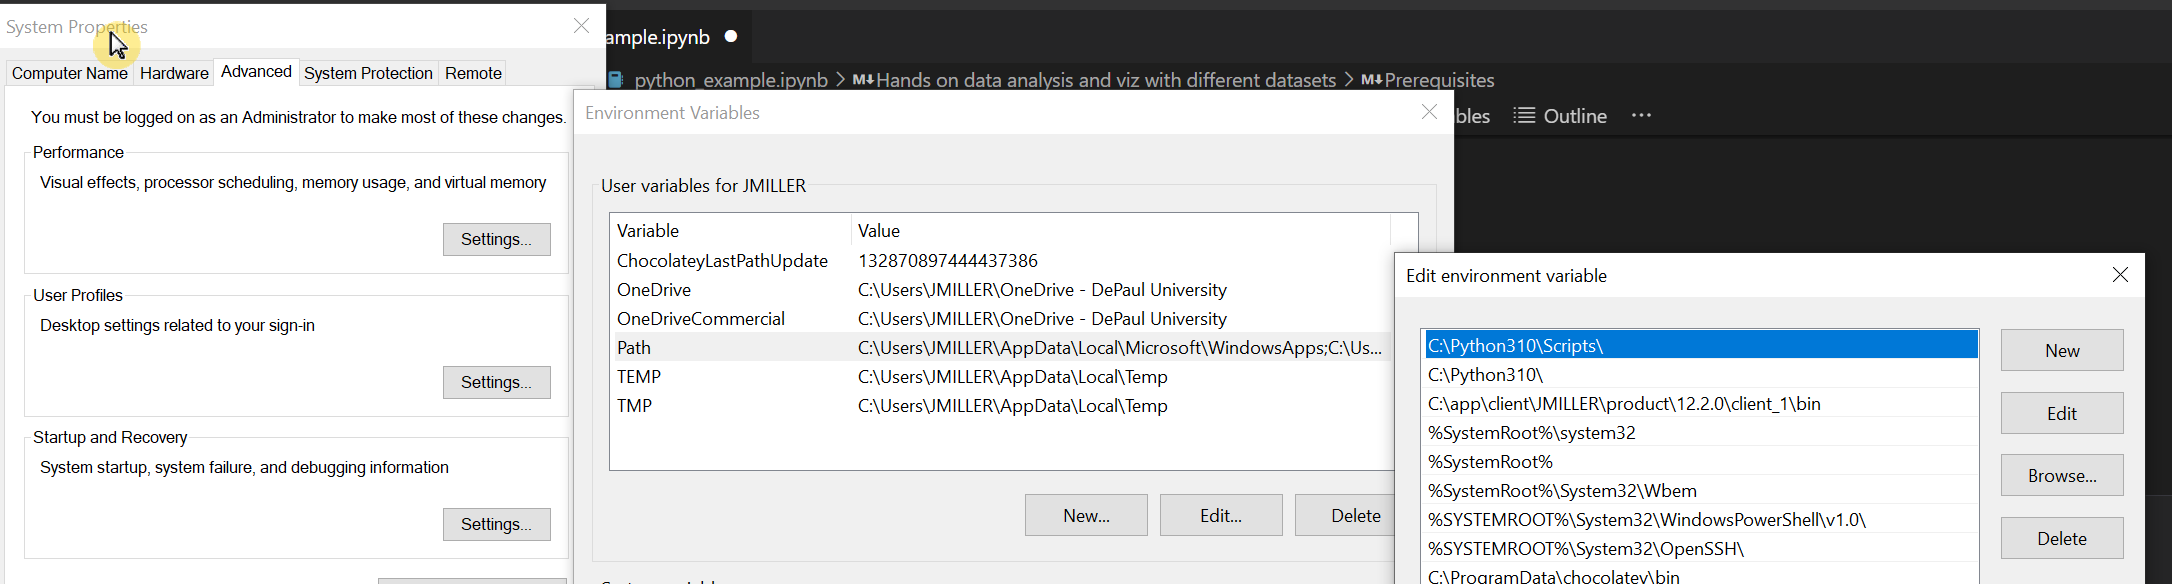 System Properties
Computer Name
Hardware
Advanced
System Protection
Remote
You must be logged on as an Administrator to make most of these changes.
Performance
Visual effects, processor scheduling, memory usage, and virtual memory
Settings...
User Profiles
Desktop settings related to your sign-in
Settings...
Startup and Recovery
System startup, system failure, and debugging information
Settings...
ample.ipynb
python_example.ipynb > M↓Hands on data analysis and viz with different datasets > M↓Prerequisites
bles
Outline
...
Environment Variables
User variables for JMILLER
Variable Value
ChocolateyLastPathUpdate 132870897444437386
OneDrive C:\Users\JMILLER\OneDrive - DePaul University
OneDriveCommercial C:\Users\JMILLER\OneDrive - DePaul University
Path C:\Users\JMILLER\AppData\Local\Microsoft\WindowsApps;C:\Us...
TEMP C:\Users\JMILLER\AppData\Local\Temp
TMP C:\Users\JMILLER\AppData\Local\Temp
New...
Edit...
Delete
Edit environment variable
C:\Python310\Scripts\
C:\Python310\
C:\app\client\JMILLER\product\12.2.0\client_1\bin
%SystemRoot%\system32
%SystemRoot%
%SystemRoot%\System32\Wbem
%SYSTEMROOT%\System32\WindowsPowerShell\v1.0\
%SYSTEMROOT%\System32\OpenSSH\
C:\ProgramData\chocolatey\bin
New
Edit
Browse...
Delete